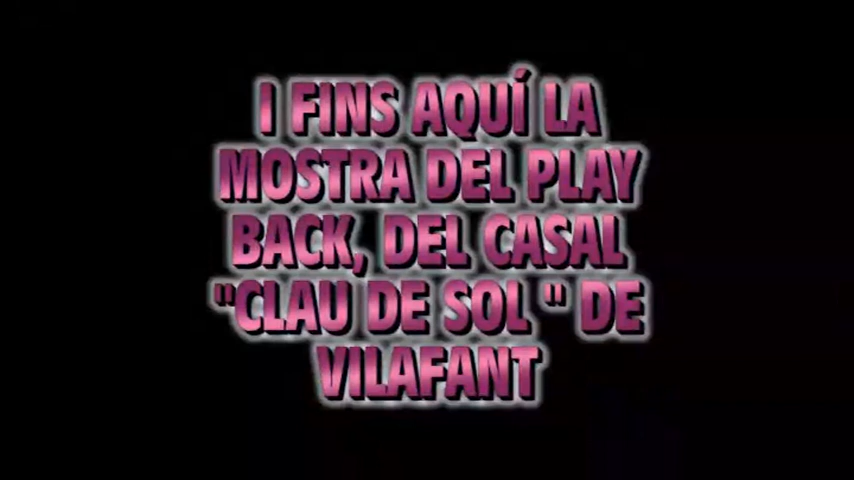 I FINS AQUÍ LA
MOSTRA DEL PLAY
BACK, DEL CASAL
"CLAU DE SOL " DE
VILAFANT